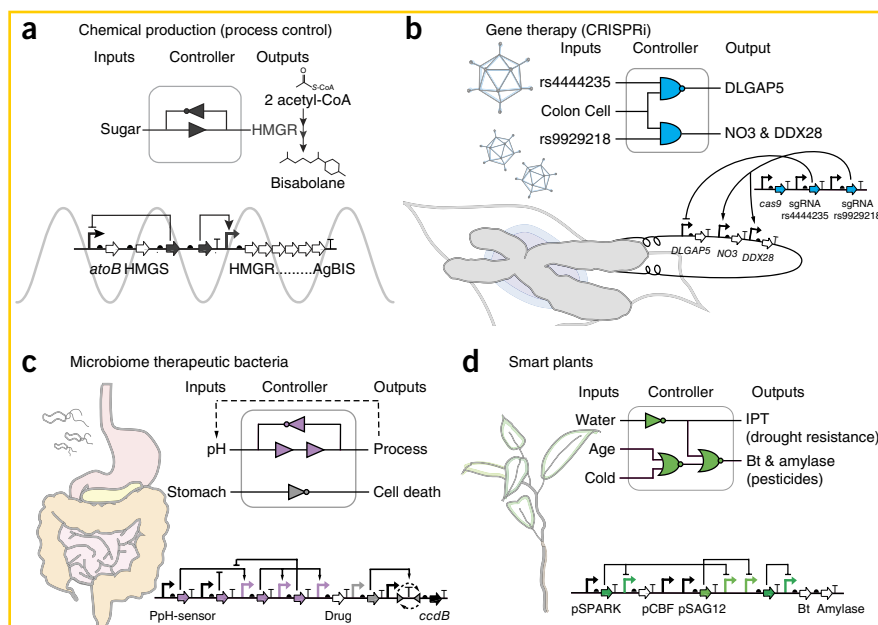 a Chemical production (process control)
Inputs Controller Outputs
O
S-CoA
2 acetyl-CoA
Sugar HMGR
Bisabolane
atoB HMGS HMGR.........AgBIS
b Gene therapy (CRISPRi)
Inputs Controller Output
rs4444235 DLGAP5
Colon Cell
rs9929218 NO3 & DDX28
cas9 sgRNA sgRNA
rs4444235 rs9929218
DLGAP5 NO3 DDX28
c Microbiome therapeutic bacteria
Inputs Controller Outputs
pH Process
Stomach Cell death
PpH-sensor Drug ccdB
d Smart plants
Inputs Controller Outputs
Water IPT
(drought resistance)
Age Bt & amylase
Cold (pesticides)
pSPARK pCBF pSAG12 Bt Amylase